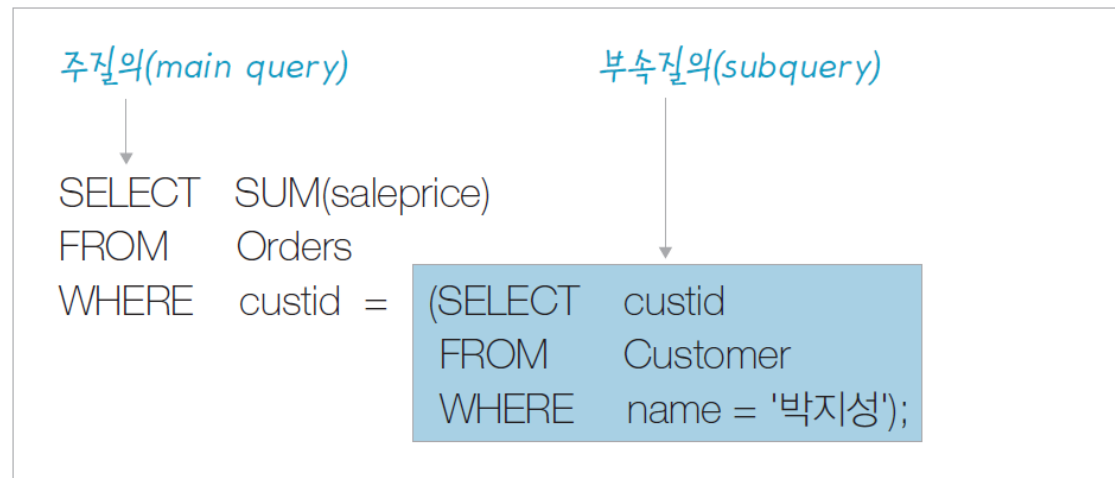 주질의(main query) 부속질의(subquery)
SELECT SUM(saleprice)
FROM Orders
WHERE custid = (SELECT custid
FROM Customer
WHERE name = '박지성');